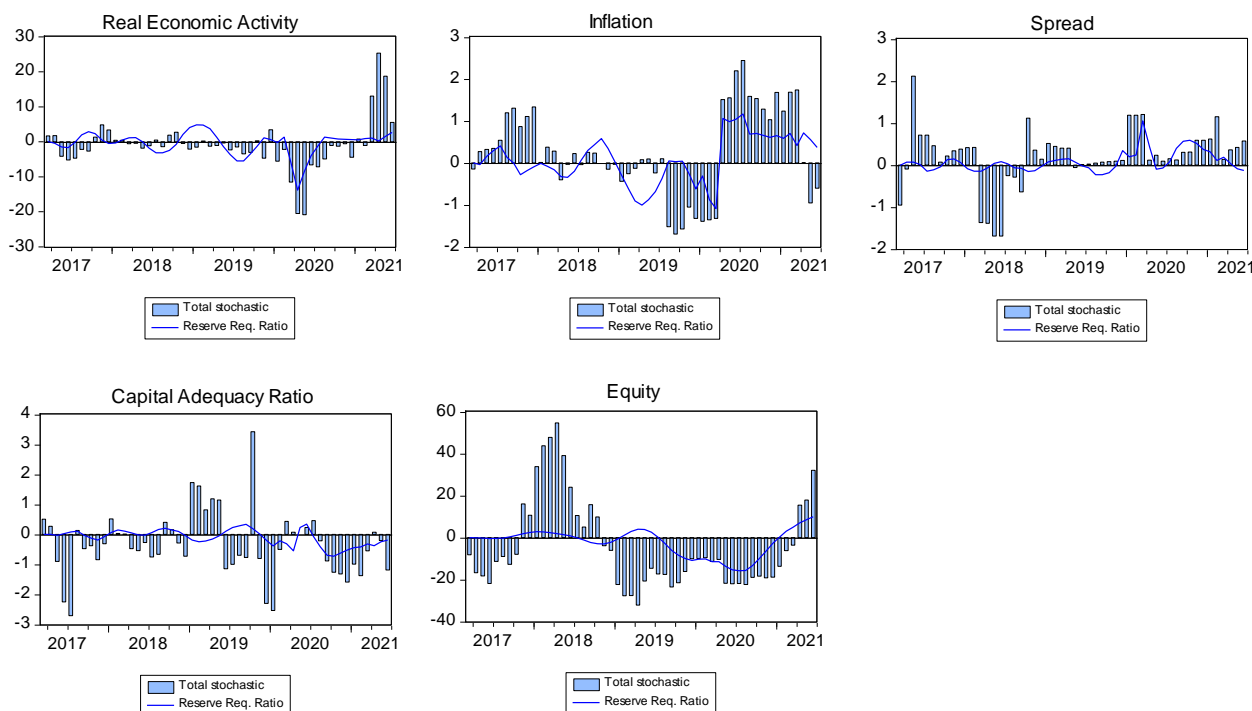 Real Economic Activity
30
20
10
0
-10
-20
-30
2017 2018 2019 2020 2021
Total stochastic
Reserve Req. Ratio
Inflation
3
2
1
0
-1
-2
2017 2018 2019 2020 2021
Total stochastic
Reserve Req. Ratio
Spread
3
2
1
0
-1
-2
2017 2018 2019 2020 2021
Total stochastic
Reserve Req. Ratio
Capital Adequacy Ratio
4
3
2
1
0
-1
-2
-3
2017 2018 2019 2020 2021
Total stochastic
Reserve Req. Ratio
Equity
60
40
20
0
-20
-40
2017 2018 2019 2020 2021
Total stochastic
Reserve Req. Ratio